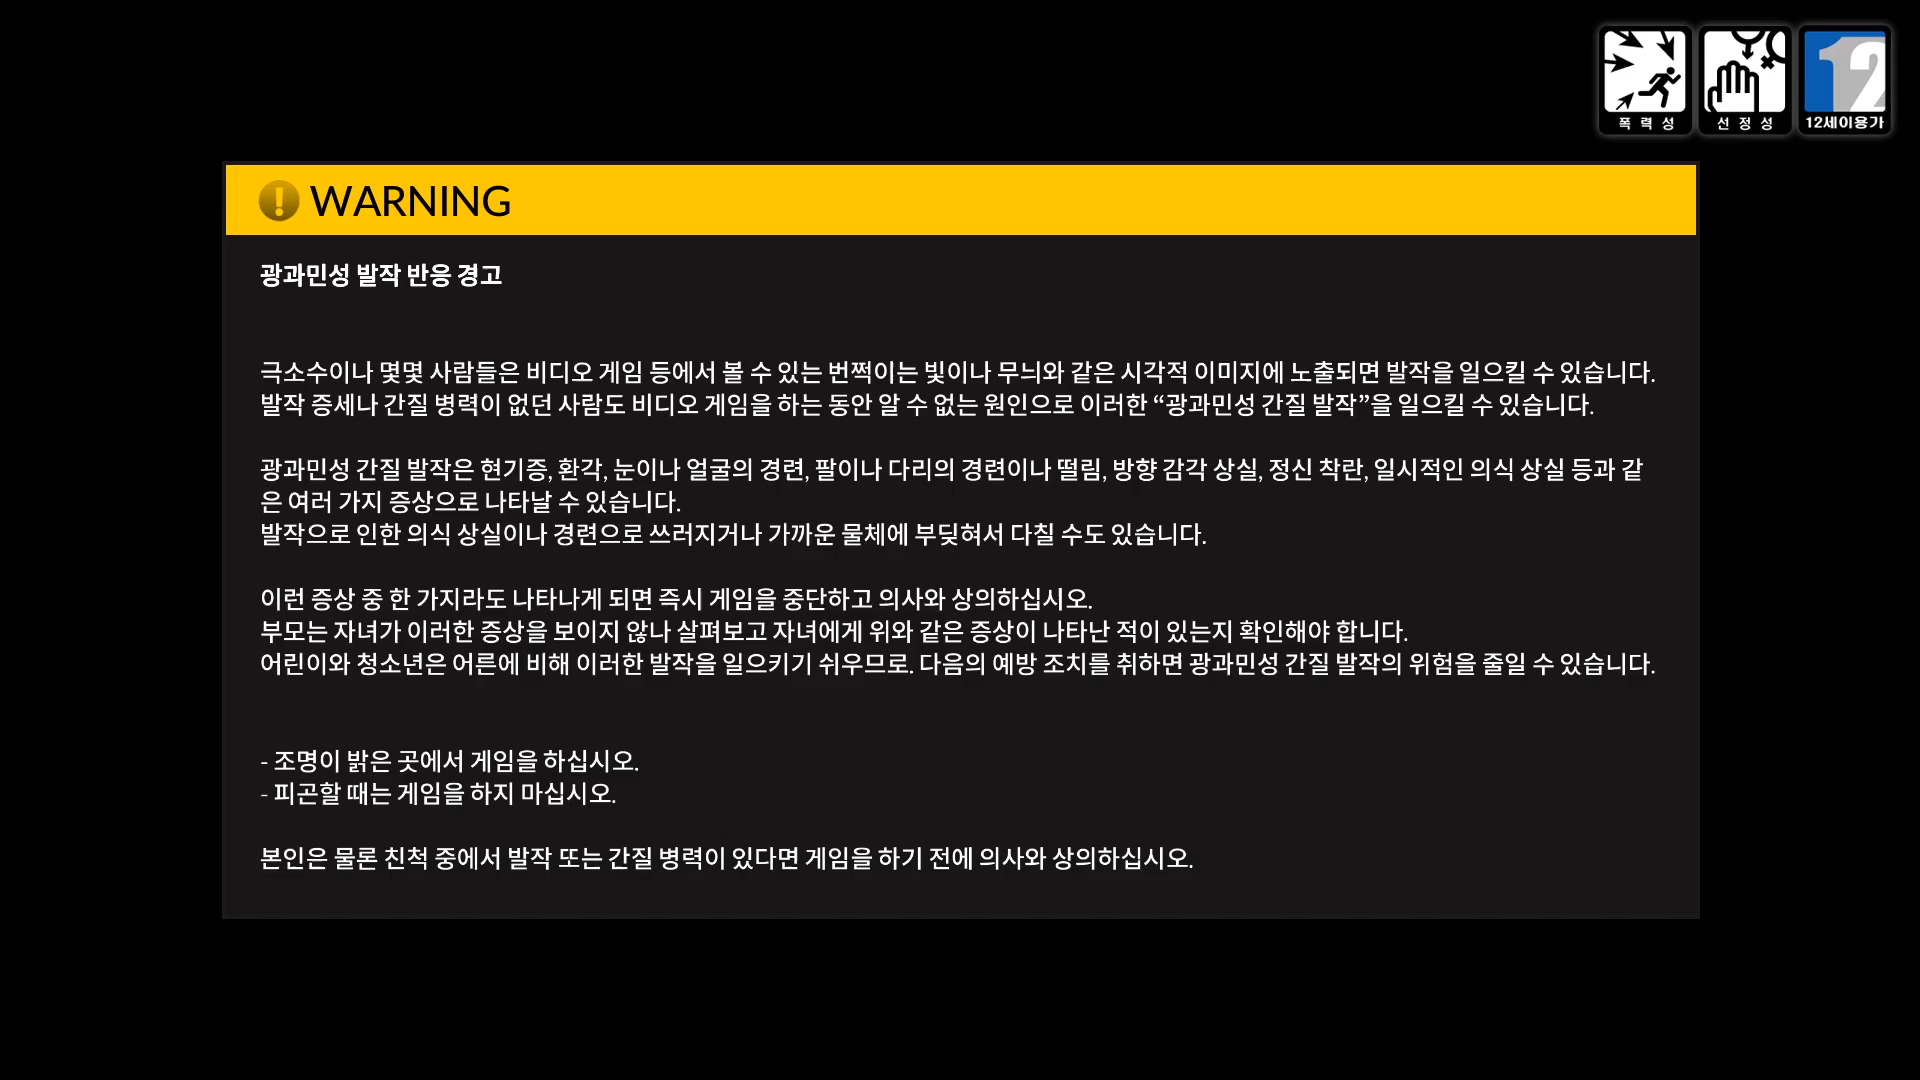 폭력성
선정성
12
12세이용가
WARNING
광과민성 발작 반응 경고
극소수이나 몇몇 사람들은 비디오 게임 등에서 볼 수 있는 번쩍이는 빛이나 무늬와 같은 시각적 이미지에 노출되면 발작을 일으킬 수 있습니다.
발작 증세나 간질 병력이 없던 사람도 비디오 게임을 하는 동안 알 수 없는 원인으로 이러한 “광과민성 간질 발작”을 일으킬 수 있습니다.
광과민성 간질 발작은 현기증, 환각, 눈이나 얼굴의 경련, 팔이나 다리의 경련이나 떨림, 방향 감각 상실, 정신 착란, 일시적인 의식 상실 등과 같
은 여러 가지 증상으로 나타날 수 있습니다.
발작으로 인한 의식 상실이나 경련으로 쓰러지거나 가까운 물체에 부딪혀서 다칠 수도 있습니다.
이런 증상 중 한 가지라도 나타나게 되면 즉시 게임을 중단하고 의사와 상의하십시오.
부모는 자녀가 이러한 증상을 보이지 않나 살펴보고 자녀에게 위와 같은 증상이 나타난 적이 있는지 확인해야 합니다.
어린이와 청소년은 어른에 비해 이러한 발작을 일으키기 쉬우므로. 다음의 예방 조치를 취하면 광과민성 간질 발작의 위험을 줄일 수 있습니다.
- 조명이 밝은 곳에서 게임을 하십시오.
- 피곤할 때는 게임을 하지 마십시오.
본인은 물론 친척 중에서 발작 또는 간질 병력이 있다면 게임을 하기 전에 의사와 상의하십시오.